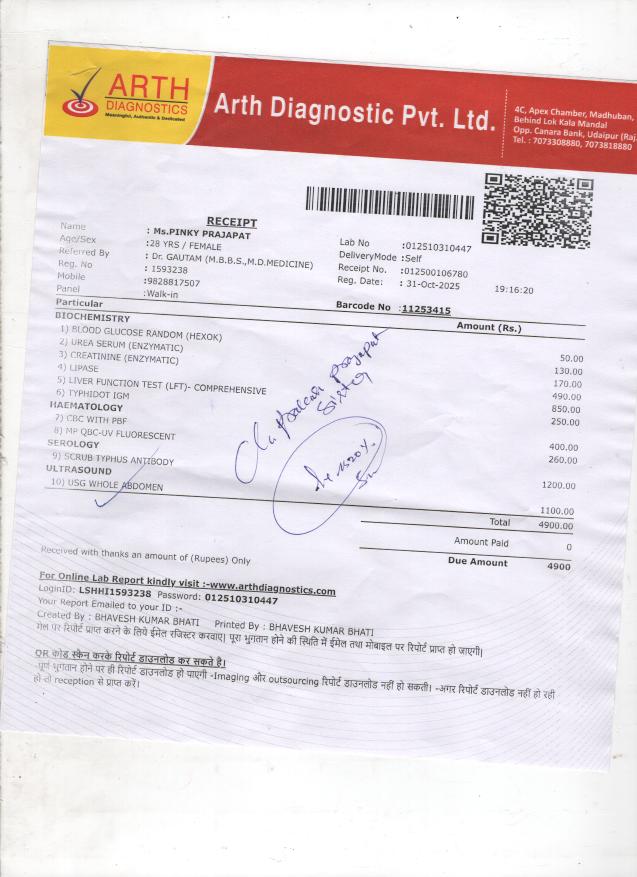 ARTH
DIAGNOSTICS
Meaningful, Authentic & Dedicated
Arth Diagnostic Pvt. Ltd.
4C, Apex Chamber, Madhuban,
Behind Lok Kala Mandal
Opp. Canara Bank, Udaipur (Raj.
Tel. : 7073308880, 7073818880
RECEIPT
Name : Ms.PINKY PRAJAPAT
Age/Sex :28 YRS / FEMALE
Referred By : Dr. GAUTAM (M.B.B.S.,M.D.MEDICINE)
Reg. No : 1593238
Mobile :9828817507
Panel :Walk-in
Lab No :012510310447
DeliveryMode :Self
Receipt No. :012500106780
Reg. Date: : 31-Oct-2025 19:16:20
Barcode No :11253415
Particular Amount (Rs.)
BIOCHEMISTRY
1) BLOOD GLUCOSE RANDOM (HEXOK) 50.00
2) UREA SERUM (ENZYMATIC) 130.00
3) CREATININE (ENZYMATIC) 170.00
4) LIPASE 490.00
5) LIVER FUNCTION TEST (LFT)- COMPREHENSIVE 850.00
6) TYPHIDOT IGM 250.00
HAEMATOLOGY
7) CBC WITH PBF 400.00
8) MP QBC-UV FLUORESCENT 260.00
SEROLOGY
9) SCRUB TYPHUS ANTIBODY 1200.00
ULTRASOUND
10) USG WHOLE ABDOMEN 1100.00
Prajapat
Sister
Total 4900.00
Amount Paid 0
Due Amount 4900
Received with thanks an amount of (Rupees) Only
For Online Lab Report kindly visit :-www.arthdiagnostics.com
LoginID: LSHHI1593238 Password: 012510310447
Your Report Emailed to your ID :-
Created By : BHAVESH KUMAR BHATI Printed By : BHAVESH KUMAR BHATI
मेल पर रिपोर्ट प्राप्त करने के लिये ईमेल रजिस्टर करवाए| पूरा भुगतान होने की स्थिति में ईमेल तथा मोबाइल पर रिपोर्ट प्राप्त हो जाएगी|
QR कोड स्कैन करके रिपोर्ट डाउनलोड कर सकते है|
-पूर्ण भुगतान होने पर ही रिपोर्ट डाउनलोड हो पाएगी -Imaging और outsourcing रिपोर्ट डाउनलोड नहीं हो सकती| -अगर रिपोर्ट डाउनलोड नहीं हो रही
हो तो reception से प्राप्त करें|